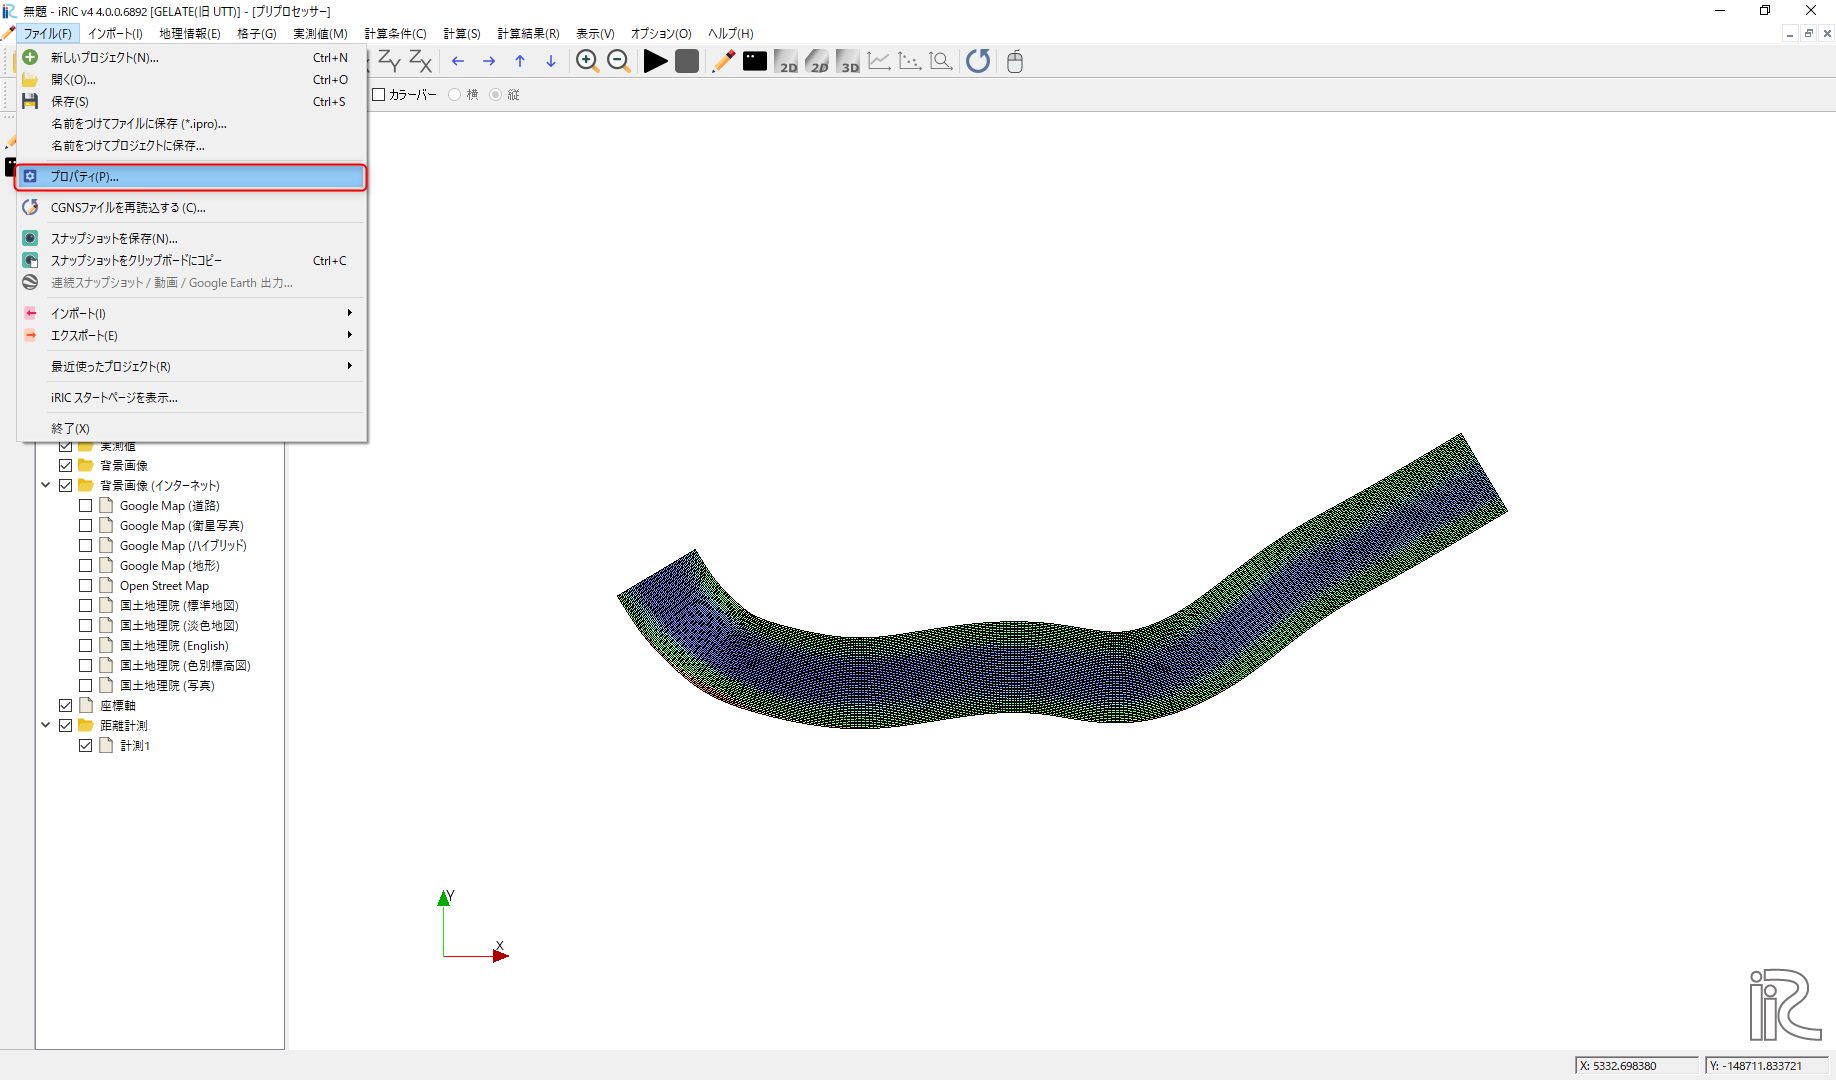 無題 - iRIC v4 4.0.0.6892 [GELATE(旧 UTT)] - [プリプロセッサー]
ファイル(F) インポート(I) 地理情報(E) 格子(G) 実測値(M) 計算条件(C) 計算(S) 計算結果(R) 表示(V) オプション(O) ヘルプ(H)
新しいプロジェクト(N)... Ctrl+N
開く(O)... Ctrl+O
保存(S) Ctrl+S
名前をつけてファイルに保存 (*.ipro)...
名前をつけてプロジェクトに保存...
プロパティ(P)...
CGNSファイルを再読込する (C)...
スナップショットを保存(N)...
スナップショットをクリップボードにコピー Ctrl+C
連続スナップショット / 動画 / Google Earth 出力...
インポート(I)
エクスポート(E)
最近使ったプロジェクト(R)
iRIC スタートページを表示...
終了(X)
ZY ZX 2D 2D 3D
カラーバー 横 縦
実測値
背景画像
背景画像 (インターネット)
Google Map (道路)
Google Map (衛星写真)
Google Map (ハイブリッド)
Google Map (地形)
Open Street Map
国土地理院 (標準地図)
国土地理院 (淡色地図)
国土地理院 (English)
国土地理院 (色別標高図)
国土地理院 (写真)
座標軸
距離計測
計測1
Y
X
iRIC
X: 5332.698380 Y: -148711.833721